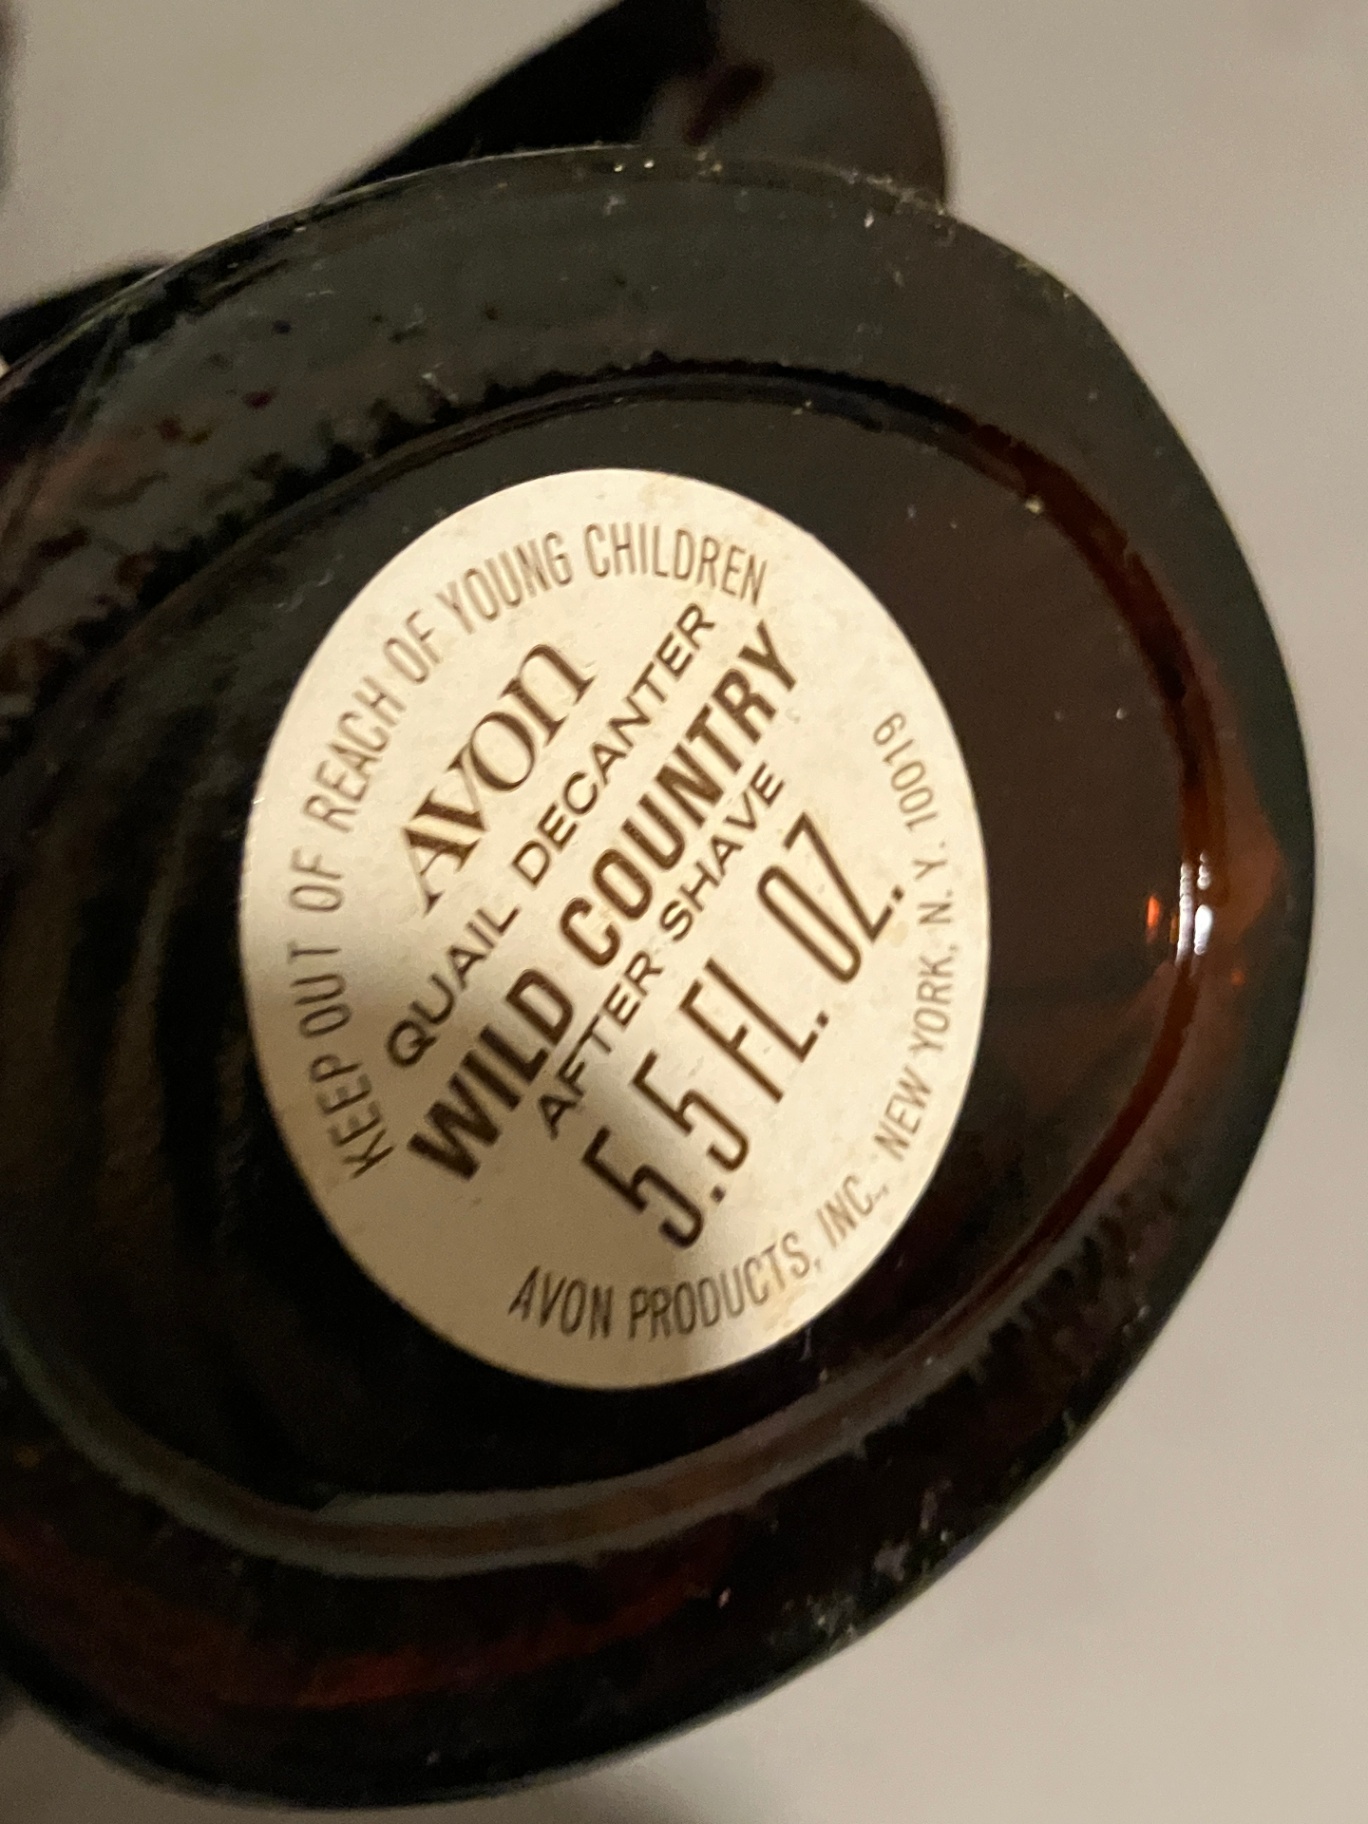 KEEP OUT OF REACH OF YOUNG CHILDREN
AVON
QUAIL DECANTER
WILD COUNTRY
AFTER SHAVE
5.5 FL. OZ.
AVON PRODUCTS, INC., NEW YORK, N. Y. 10019